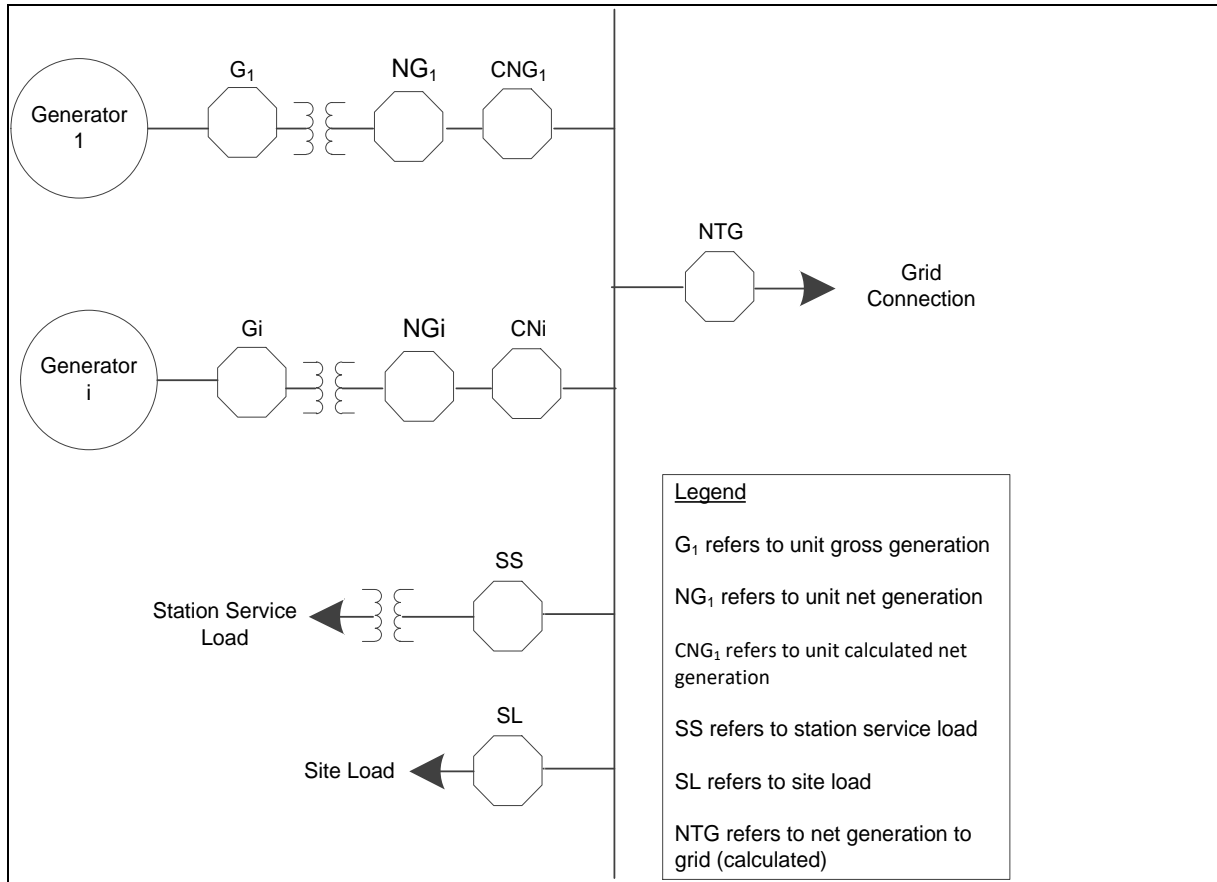 G₁
NG₁
CNG₁
Generator
1
NTG
Grid
Connection
Gi
NGi
CNi
Generator
i
SS
Station Service
Load
SL
Site Load
Legend
G₁ refers to unit gross generation
NG₁ refers to unit net generation
CNG₁ refers to unit calculated net
generation
SS refers to station service load
SL refers to site load
NTG refers to net generation to
grid (calculated)